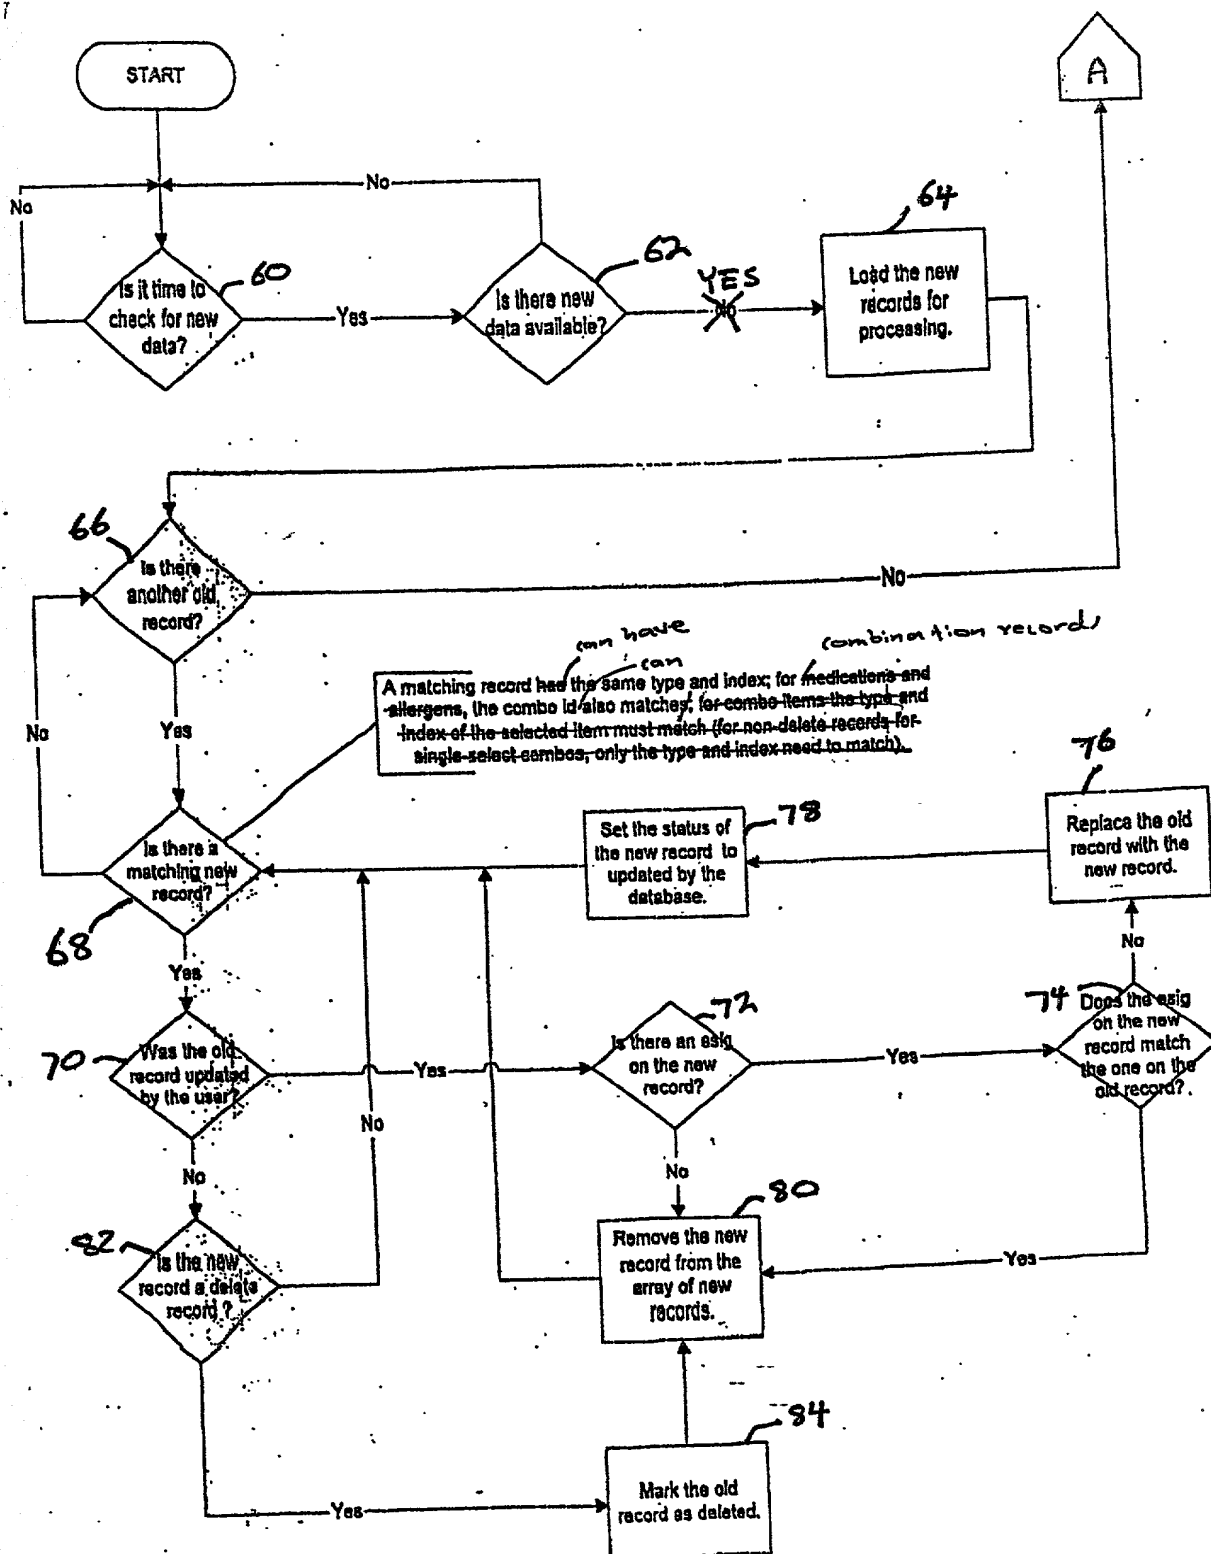 START
A
No
No
64
60
62
YES
Is it time to
check for new
data?
Yes
Is there new
data available?
No
Load the new
records for
processing.
66
Is there
another old
record?
No
can have
combination records
can
A matching record has the same type and index; for medications and
allergens, the combo id also matches; for combo items the type and
index of the selected item must match (for non-delete records for
single-select combos, only the type and index need to match).
No
Yes
76
78
Is there a
matching new
record?
Set the status of
the new record to
updated by the
database.
Replace the old
record with the
new record.
68
No
Yes
72
74
Does the esig
on the new
record match
the one on the
old record?
70
Was the old
record updated
by the user?
Yes
Is there an esig
on the new
record?
Yes
No
No
No
80
82
Is the new
record a delete
record ?
Remove the new
record from the
array of new
records.
Yes
84
Mark the old
record as deleted.
Yes